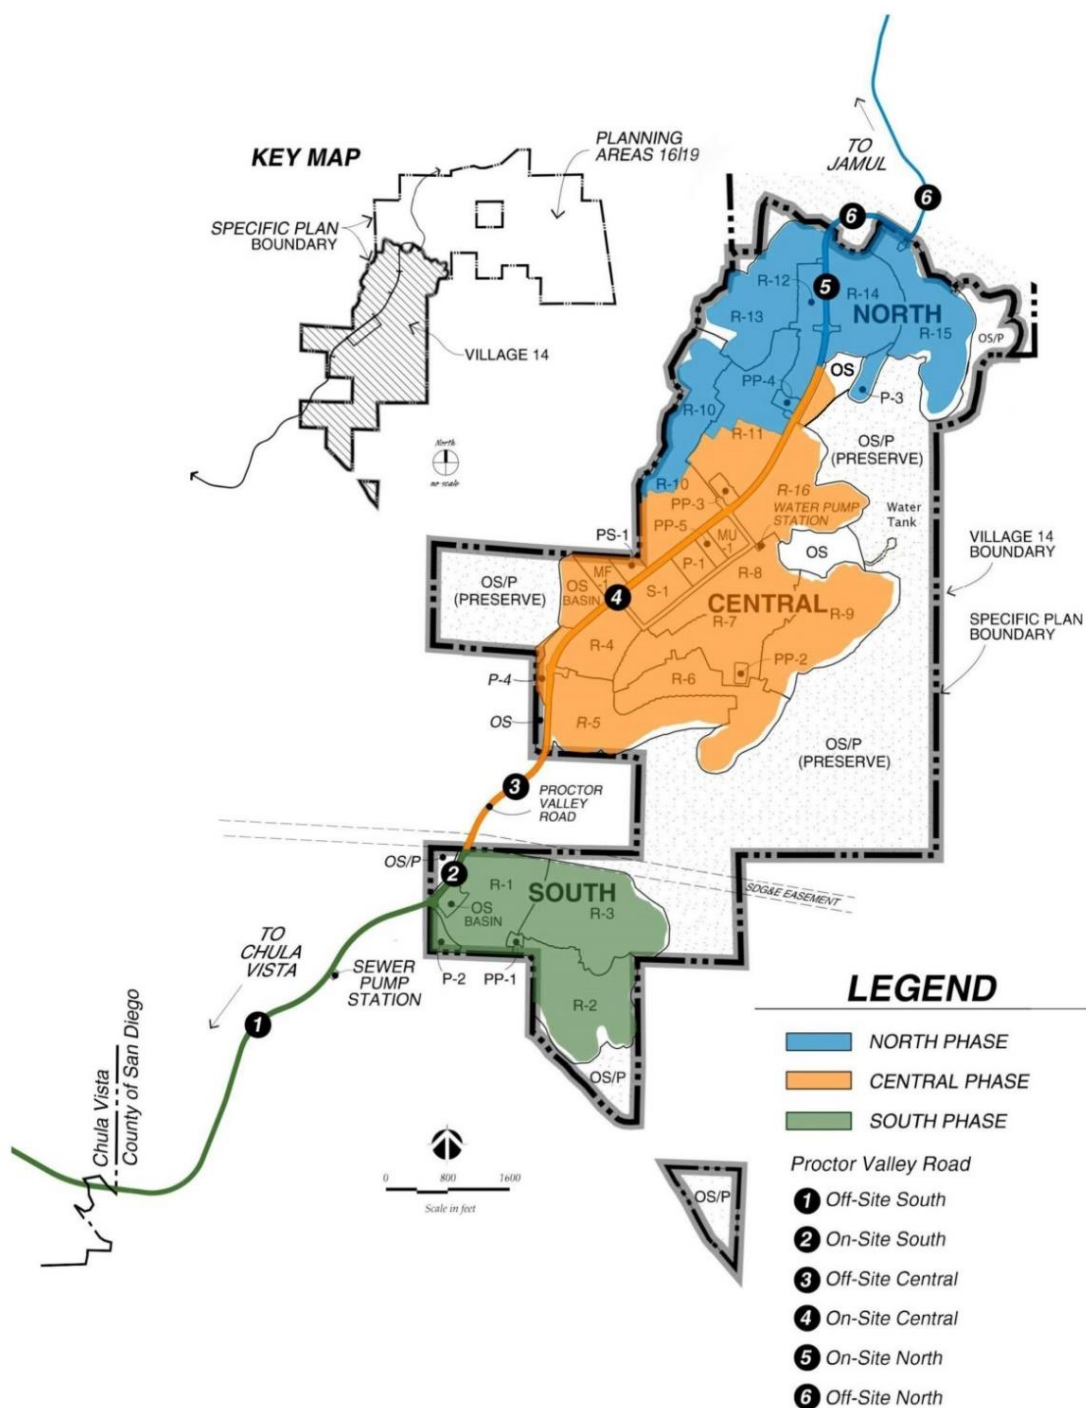 KEY MAP
PLANNING
AREAS 16/19
SPECIFIC PLAN
BOUNDARY
VILLAGE 14
North
no scale
TO
JAMUL
6
6
5
R-12
R-14
NORTH
R-13
R-15
OS/P
OS
PP-4
P-3
R-10
R-11
OS/P
(PRESERVE)
R-10
R-16
PP-3
WATER PUMP
STATION
Water
Tank
PP-5
PS-1
MU
-1
OS
VILLAGE 14
BOUNDARY
P-1
MF
-1
OS
BASIN
S-1
R-8
OS/P
(PRESERVE)
4
CENTRAL
R-7
R-9
SPECIFIC PLAN
BOUNDARY
R-4
PP-2
P-4
R-6
OS
R-5
OS/P
(PRESERVE)
3
PROCTOR
VALLEY
ROAD
OS/P
2
R-1
SOUTH
SDG&E EASEMENT
OS
BASIN
R-3
TO
CHULA
VISTA
SEWER
PUMP
STATION
P-2
PP-1
R-2
1
OS/P
Chula Vista
County of San Diego
0 800 1600
Scale in feet
OS/P
LEGEND
NORTH PHASE
CENTRAL PHASE
SOUTH PHASE
Proctor Valley Road
1 Off-Site South
2 On-Site South
3 Off-Site Central
4 On-Site Central
5 On-Site North
6 Off-Site North